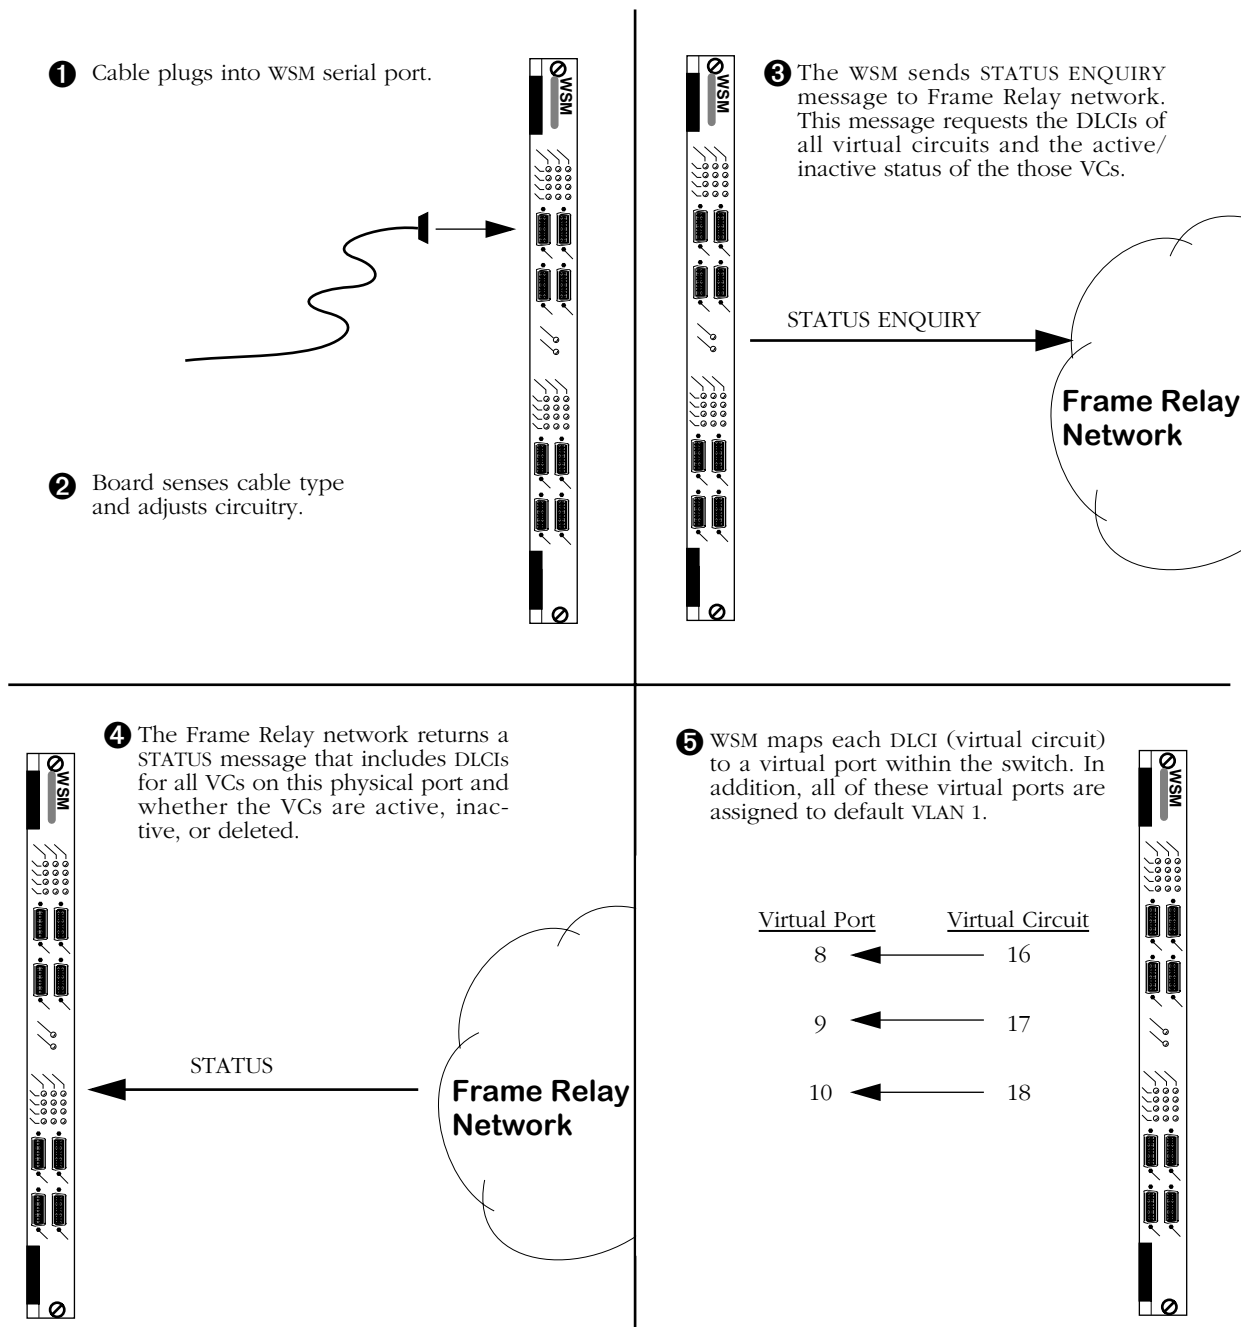 ❶ Cable plugs into WSM serial port.
WSM
❷ Board senses cable type
and adjusts circuitry.
WSM
❸ The WSM sends STATUS ENQUIRY
message to Frame Relay network.
This message requests the DLCIs of
all virtual circuits and the active/
inactive status of the those VCs.
STATUS ENQUIRY
Frame Relay
Network
WSM
❹ The Frame Relay network returns a
STATUS message that includes DLCIs
for all VCs on this physical port and
whether the VCs are active, inac-
tive, or deleted.
STATUS
Frame Relay
Network
❺ WSM maps each DLCI (virtual circuit)
to a virtual port within the switch. In
addition, all of these virtual ports are
assigned to default VLAN 1.
WSM
Virtual Port Virtual Circuit
8 16
9 17
10 18